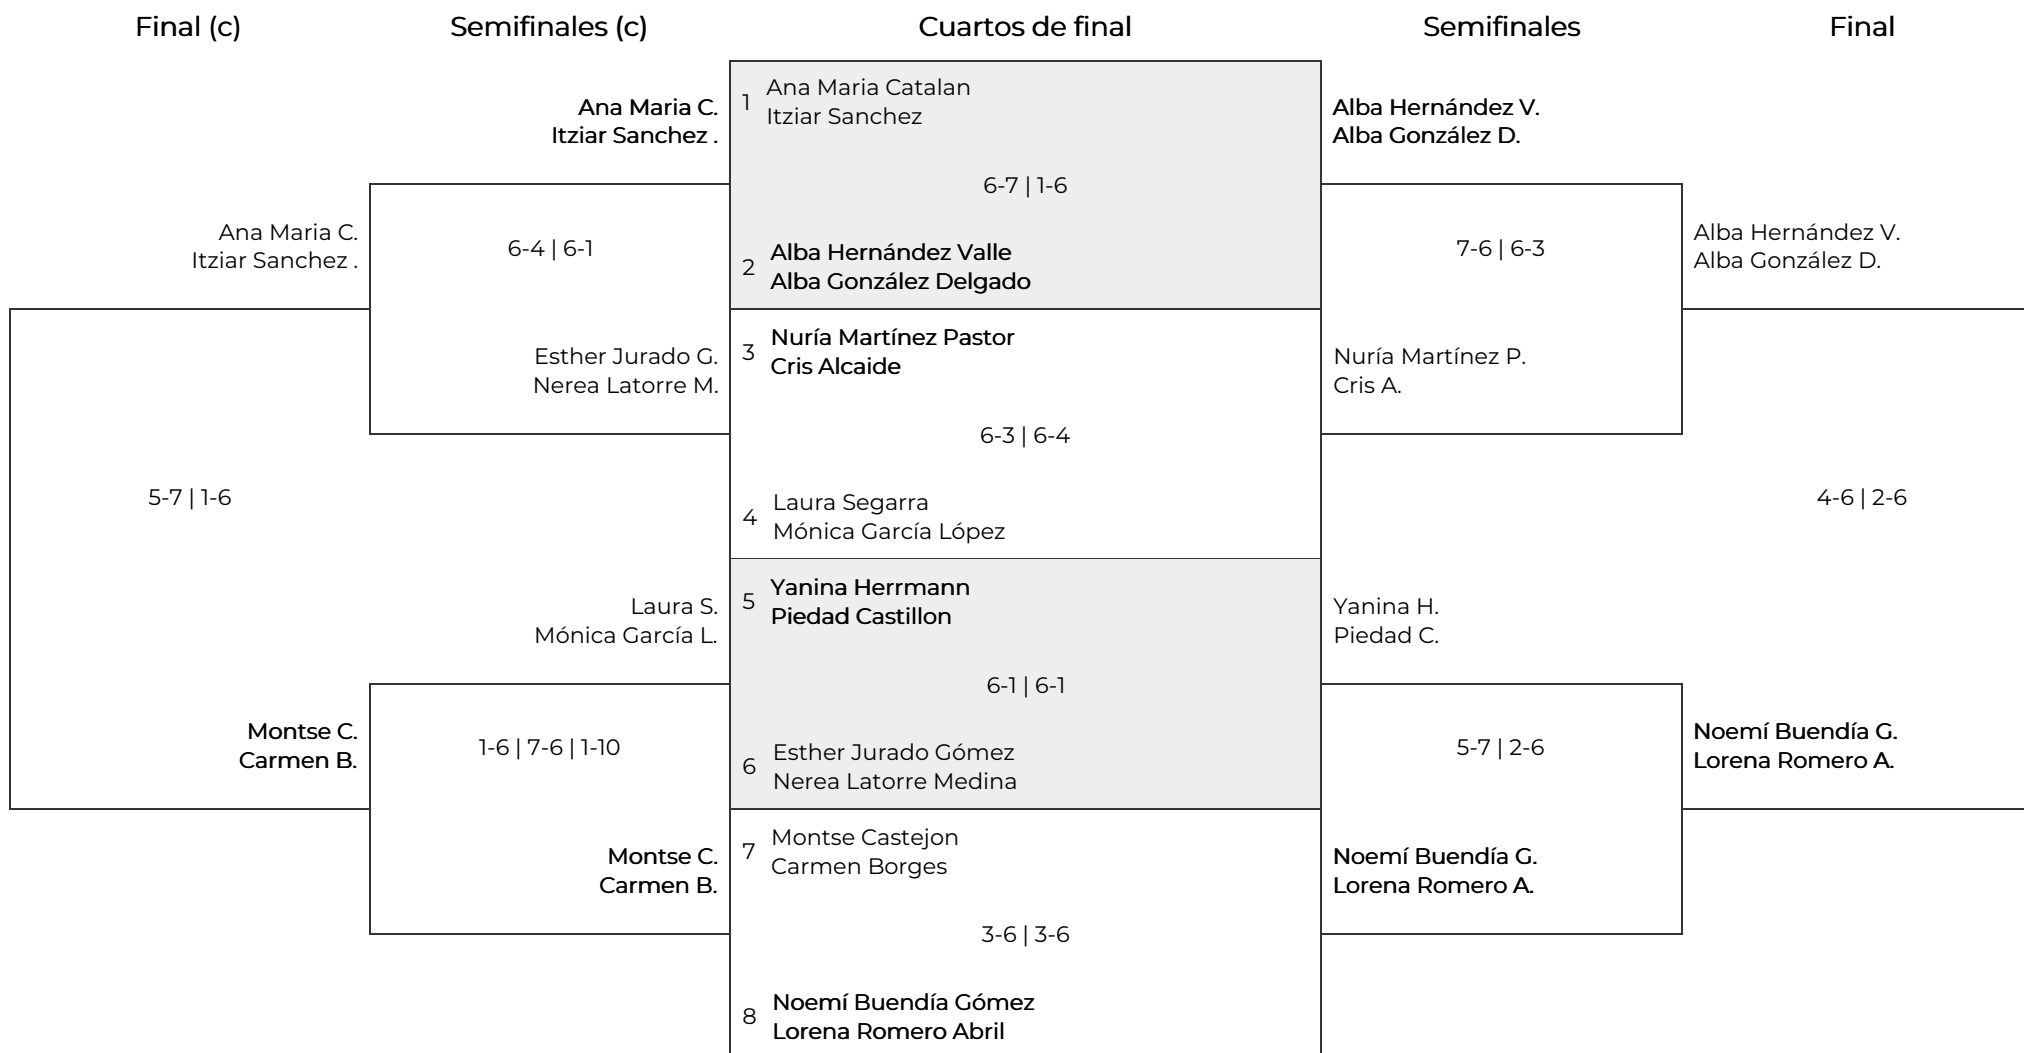 Final (c)
Semifinales (c)
Cuartos de final
Semifinales
Final
Ana Maria C.
Itziar Sanchez .
1
Ana Maria Catalan
Itziar Sanchez
Alba Hernández V.
Alba González D.
6-7 | 1-6
Ana Maria C.
Itziar Sanchez .
6-4 | 6-1
2
Alba Hernández Valle
Alba González Delgado
7-6 | 6-3
Alba Hernández V.
Alba González D.
Esther Jurado G.
Nerea Latorre M.
3
Nuría Martínez Pastor
Cris Alcaide
Nuría Martínez P.
Cris A.
6-3 | 6-4
5-7 | 1-6
4
Laura Segarra
Mónica García López
4-6 | 2-6
Laura S.
Mónica García L.
5
Yanina Herrmann
Piedad Castillon
Yanina H.
Piedad C.
6-1 | 6-1
Montse C.
Carmen B.
1-6 | 7-6 | 1-10
6
Esther Jurado Gómez
Nerea Latorre Medina
5-7 | 2-6
Noemí Buendía G.
Lorena Romero A.
Montse C.
Carmen B.
7
Montse Castejon
Carmen Borges
Noemí Buendía G.
Lorena Romero A.
3-6 | 3-6
8
Noemí Buendía Gómez
Lorena Romero Abril